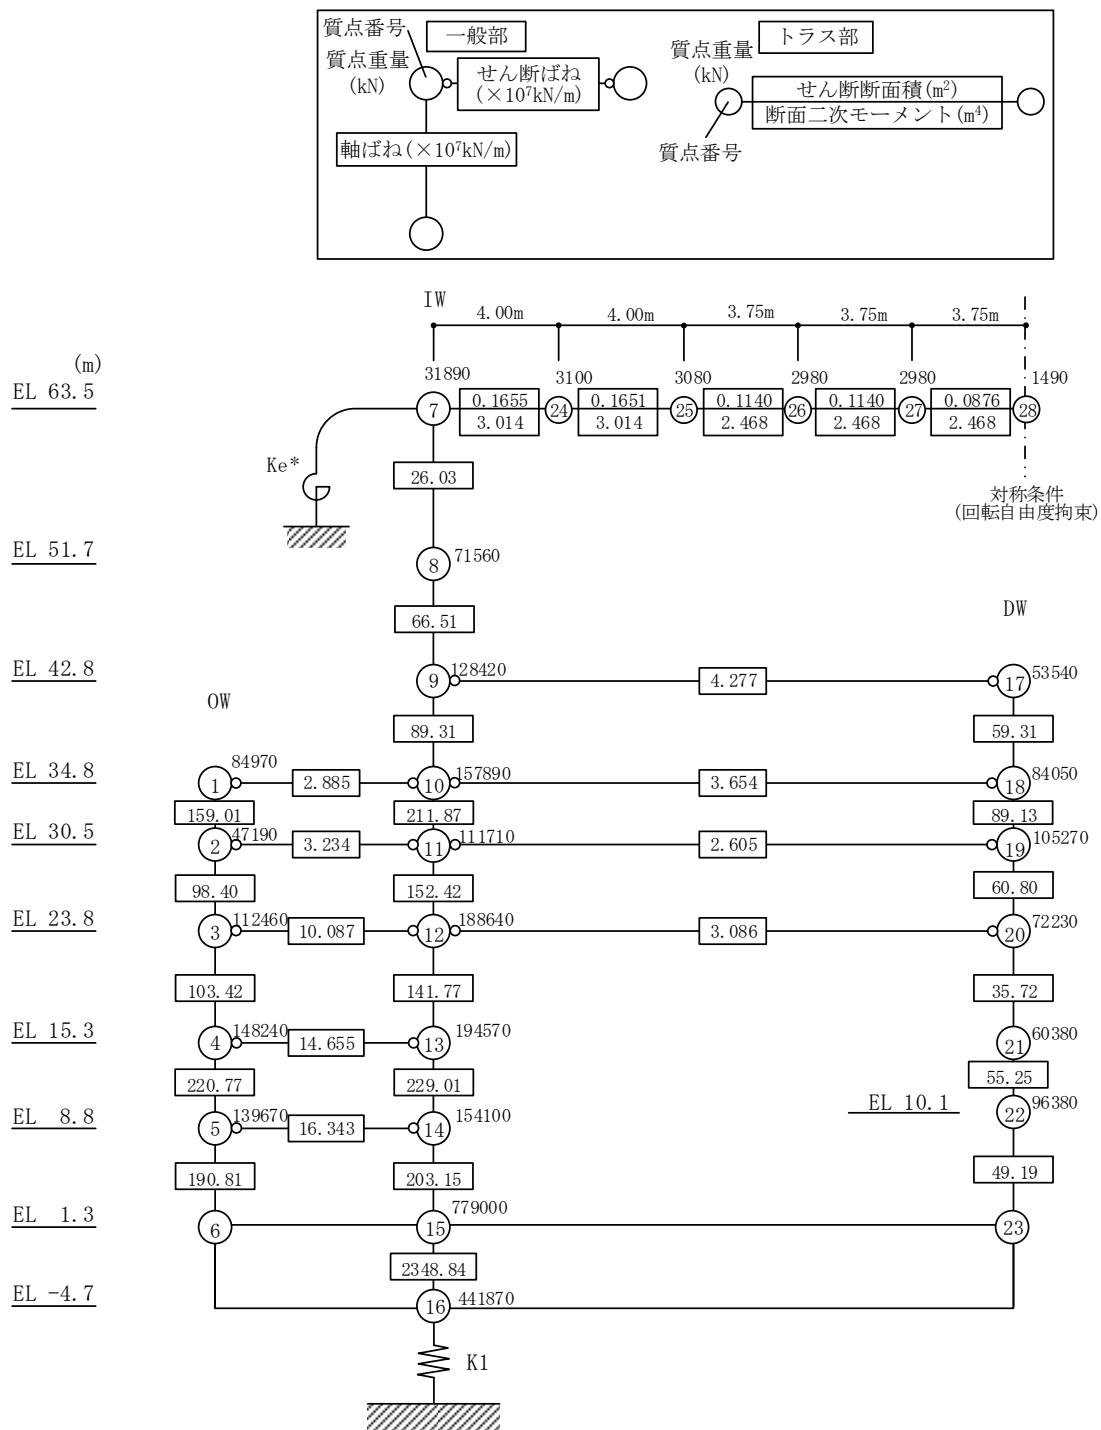 質点番号
一般部
質点重量
(kN)
せん断ばね
(×10⁷kN/m)
軸ばね(×10⁷kN/m)
トラス部
質点重量
(kN)
せん断断面積(m²)
断面二次モーメント(m⁴)
質点番号
IW
4.00m 4.00m 3.75m 3.75m 3.75m
(m)
31890 3100 3080 2980 2980 1490
EL 63.5
7 0.1655 24 0.1651 25 0.1140 26 0.1140 27 0.0876 28
3.014 3.014 2.468 2.468 2.468
Ke*
26.03
対称条件
(回転自由度拘束)
EL 51.7
8 71560
66.51
DW
EL 42.8
9 128420 4.277 17 53540
OW
89.31 59.31
EL 34.8
1 84970 2.885 10 157890 3.654 18 84050
159.01 211.87 89.13
EL 30.5
2 47190 3.234 11 111710 2.605 19 105270
98.40 152.42 60.80
EL 23.8
3 112460 10.087 12 188640 3.086 20 72230
103.42 141.77 35.72
EL 15.3
4 148240 14.655 13 194570 21 60380
220.77 229.01 55.25
EL 10.1 22 96380
EL 8.8
5 139670 16.343 14 154100
190.81 203.15 49.19
EL 1.3
6 15 779000 23
2348.84
EL -4.7
16 441870
K1